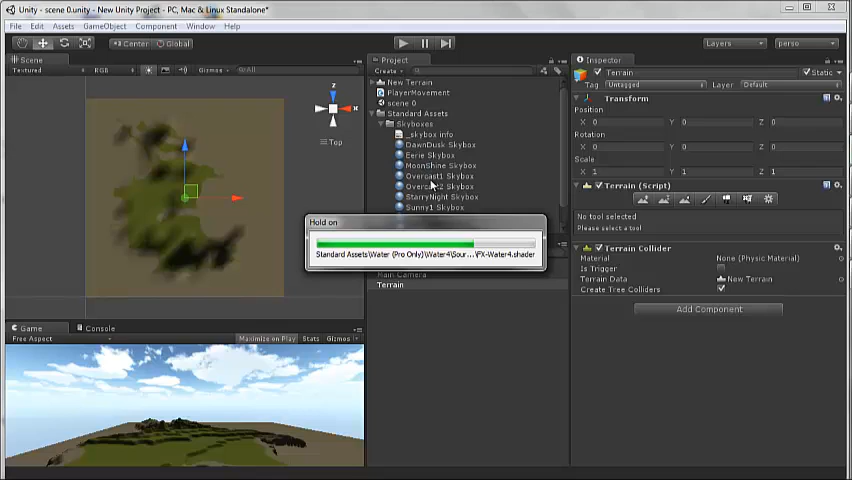 Unity - scene 0.unity - New Unity Project - PC, Mac & Linux Standalone*
File Edit Assets GameObject Component Window Help
Center Global Layers perso
Scene
Textured RGB Gizmos All
z
x
Top
Game Console
Free Aspect Maximize on Play Stats Gizmos
Project
Create
New Terrain
PlayerMovement
scene 0
Standard Assets
Skyboxes
_skybox info
DawnDusk Skybox
Eerie Skybox
MoonShine Skybox
Overcast1 Skybox
Overcast2 Skybox
StarryNight Skybox
Sunny1 Skybox
Hold on
Standard Assets\Water (Pro Only)\Water4\Sour...\FX-Water4.shader
Main Camera
Terrain
Inspector
Terrain Static
Tag Untagged Layer Default
Transform
Position
X 0 Y 0 Z 0
Rotation
X 0 Y 0 Z 0
Scale
X 1 Y 1 Z 1
Terrain (Script)
No tool selected
Please select a tool
Terrain Collider
Material None (Physic Material)
Is Trigger
Terrain Data New Terrain
Create Tree Colliders
Add Component